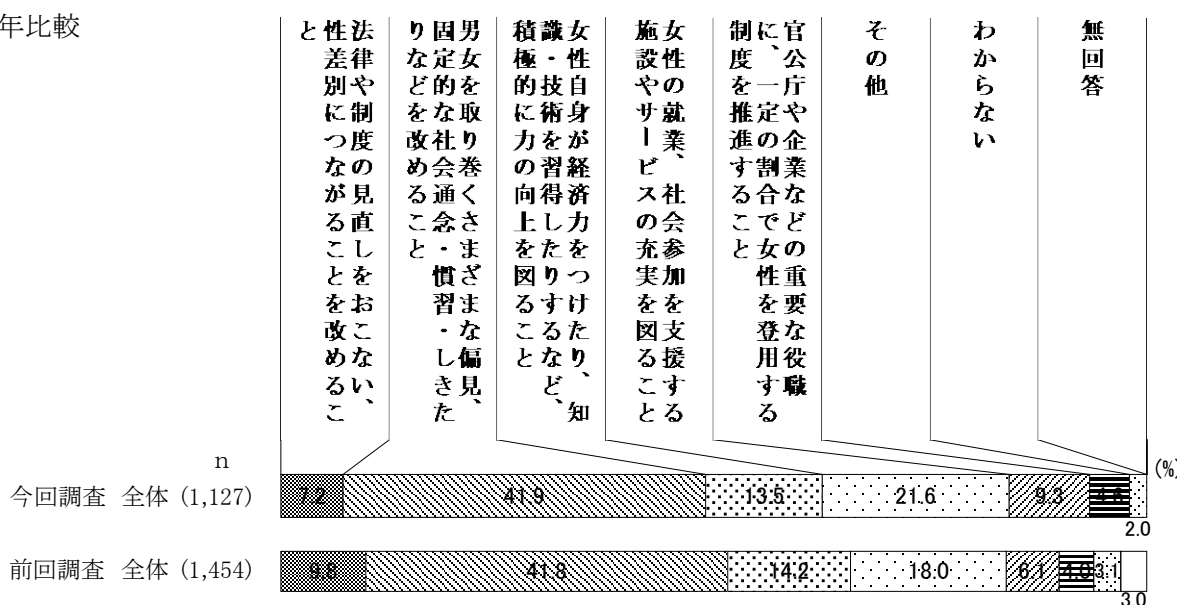 年比較
法律や制度の見直しをおこない、
性差別につながることを改めるこ
と
男女を取り巻くさまざまな偏見、
固定的な社会通念・慣習・しきた
りなどを改めること
女性自身が経済力をつけたり、知
識・技術を習得したりするなど、
積極的に力の向上を図ること
女性の就業、社会参加を支援する
施設やサービスの充実を図ること
官公庁や企業などの重要な役職
に、一定の割合で女性を登用する
制度を推進すること
その他
わからない
無回答
n
(%)
今回調査 全体 (1,127) 7.2 41.9 13.5 21.6 9.3 4.6
2.0
前回調査 全体 (1,454) 9.8 41.8 14.2 18.0 6.1 4.0 3.1
3.0